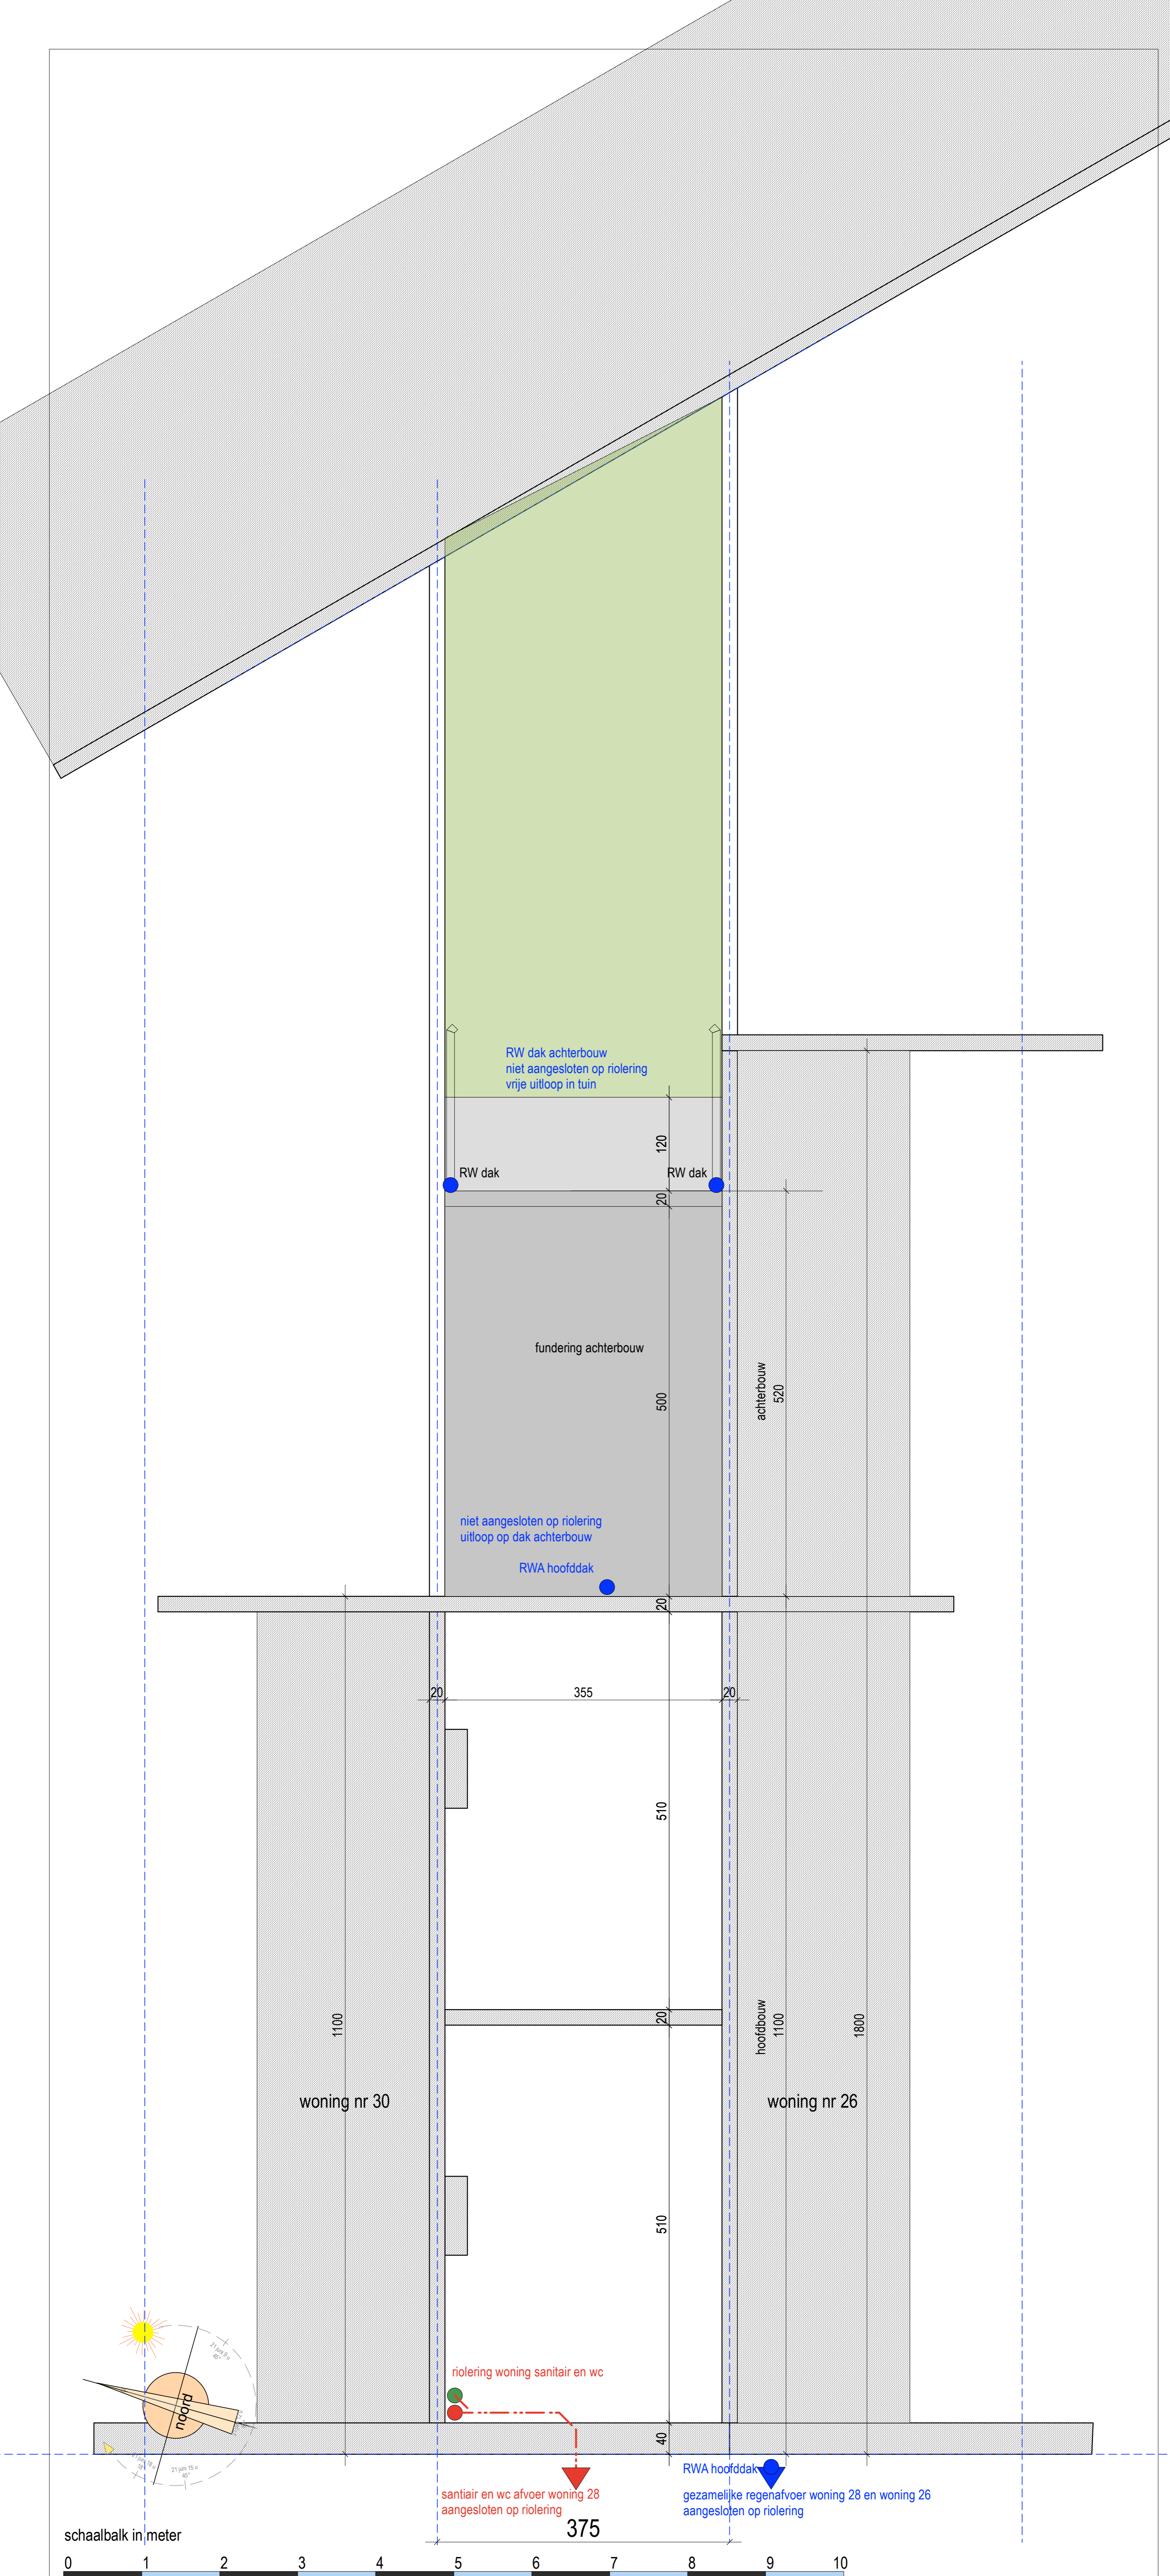 RW dak achterbouw
niet aangesloten op riolering
vrije uitloop in tuin
120
RW dak
RW dak
20
fundering achterbouw
500
achterbouw
520
niet aangesloten op riolering
uitloop op dak achterbouw
RWA hoofddak
20
20
355
20
510
20
1100
hoofdbouw
1100
1800
woning nr 30
woning nr 26
510
noord
riolering woning sanitair en wc
40
RWA hoofddak
santiair en wc afvoer woning 28
aangesloten op riolering
gezamelijke regenafvoer woning 28 en woning 26
aangesloten op riolering
375
schaalbalk in meter
0 1 2 3 4 5 6 7 8 9 10